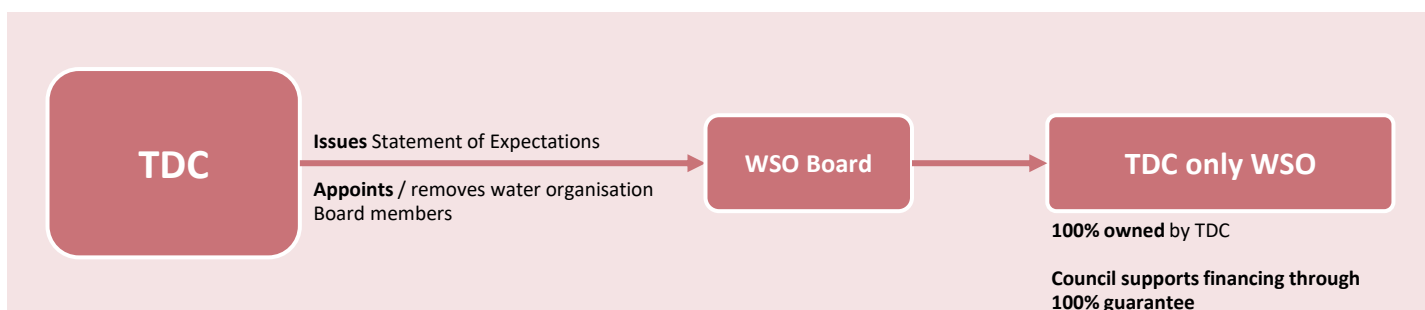 TDC
Issues Statement of Expectations
Appoints / removes water organisation
Board members
WSO Board
TDC only WSO
100% owned by TDC
Council supports financing through
100% guarantee